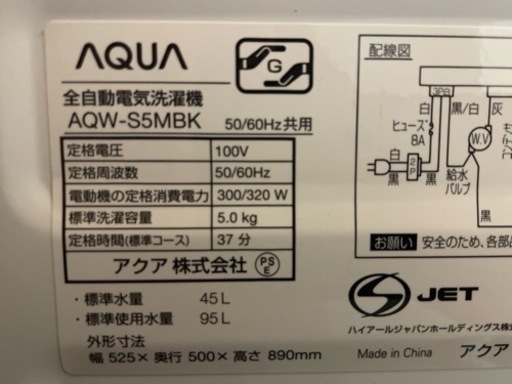 AQUA
G
全自動電気洗濯機
AQW-S5MBK 50/60Hz共用
定格電圧 100V
定格周波数 50/60Hz
電動機の定格消費電力 300/320 W
標準洗濯容量 5.0 kg
定格時間(標準コース) 37 分
アクア 株式会社 PSE
・標準水量 45L
・標準使用水量 95L
外形寸法
幅 525× 奥行 500× 高さ 890mm
配線図
3PA
白 黒/白 灰
ヒューズ 8A
W.V
白
2P
黒
黒
給水バルブ
黒
お願い 安全のため、各部品
S JET
ハイアールジャパンホールディングス株式
Made in China アクア